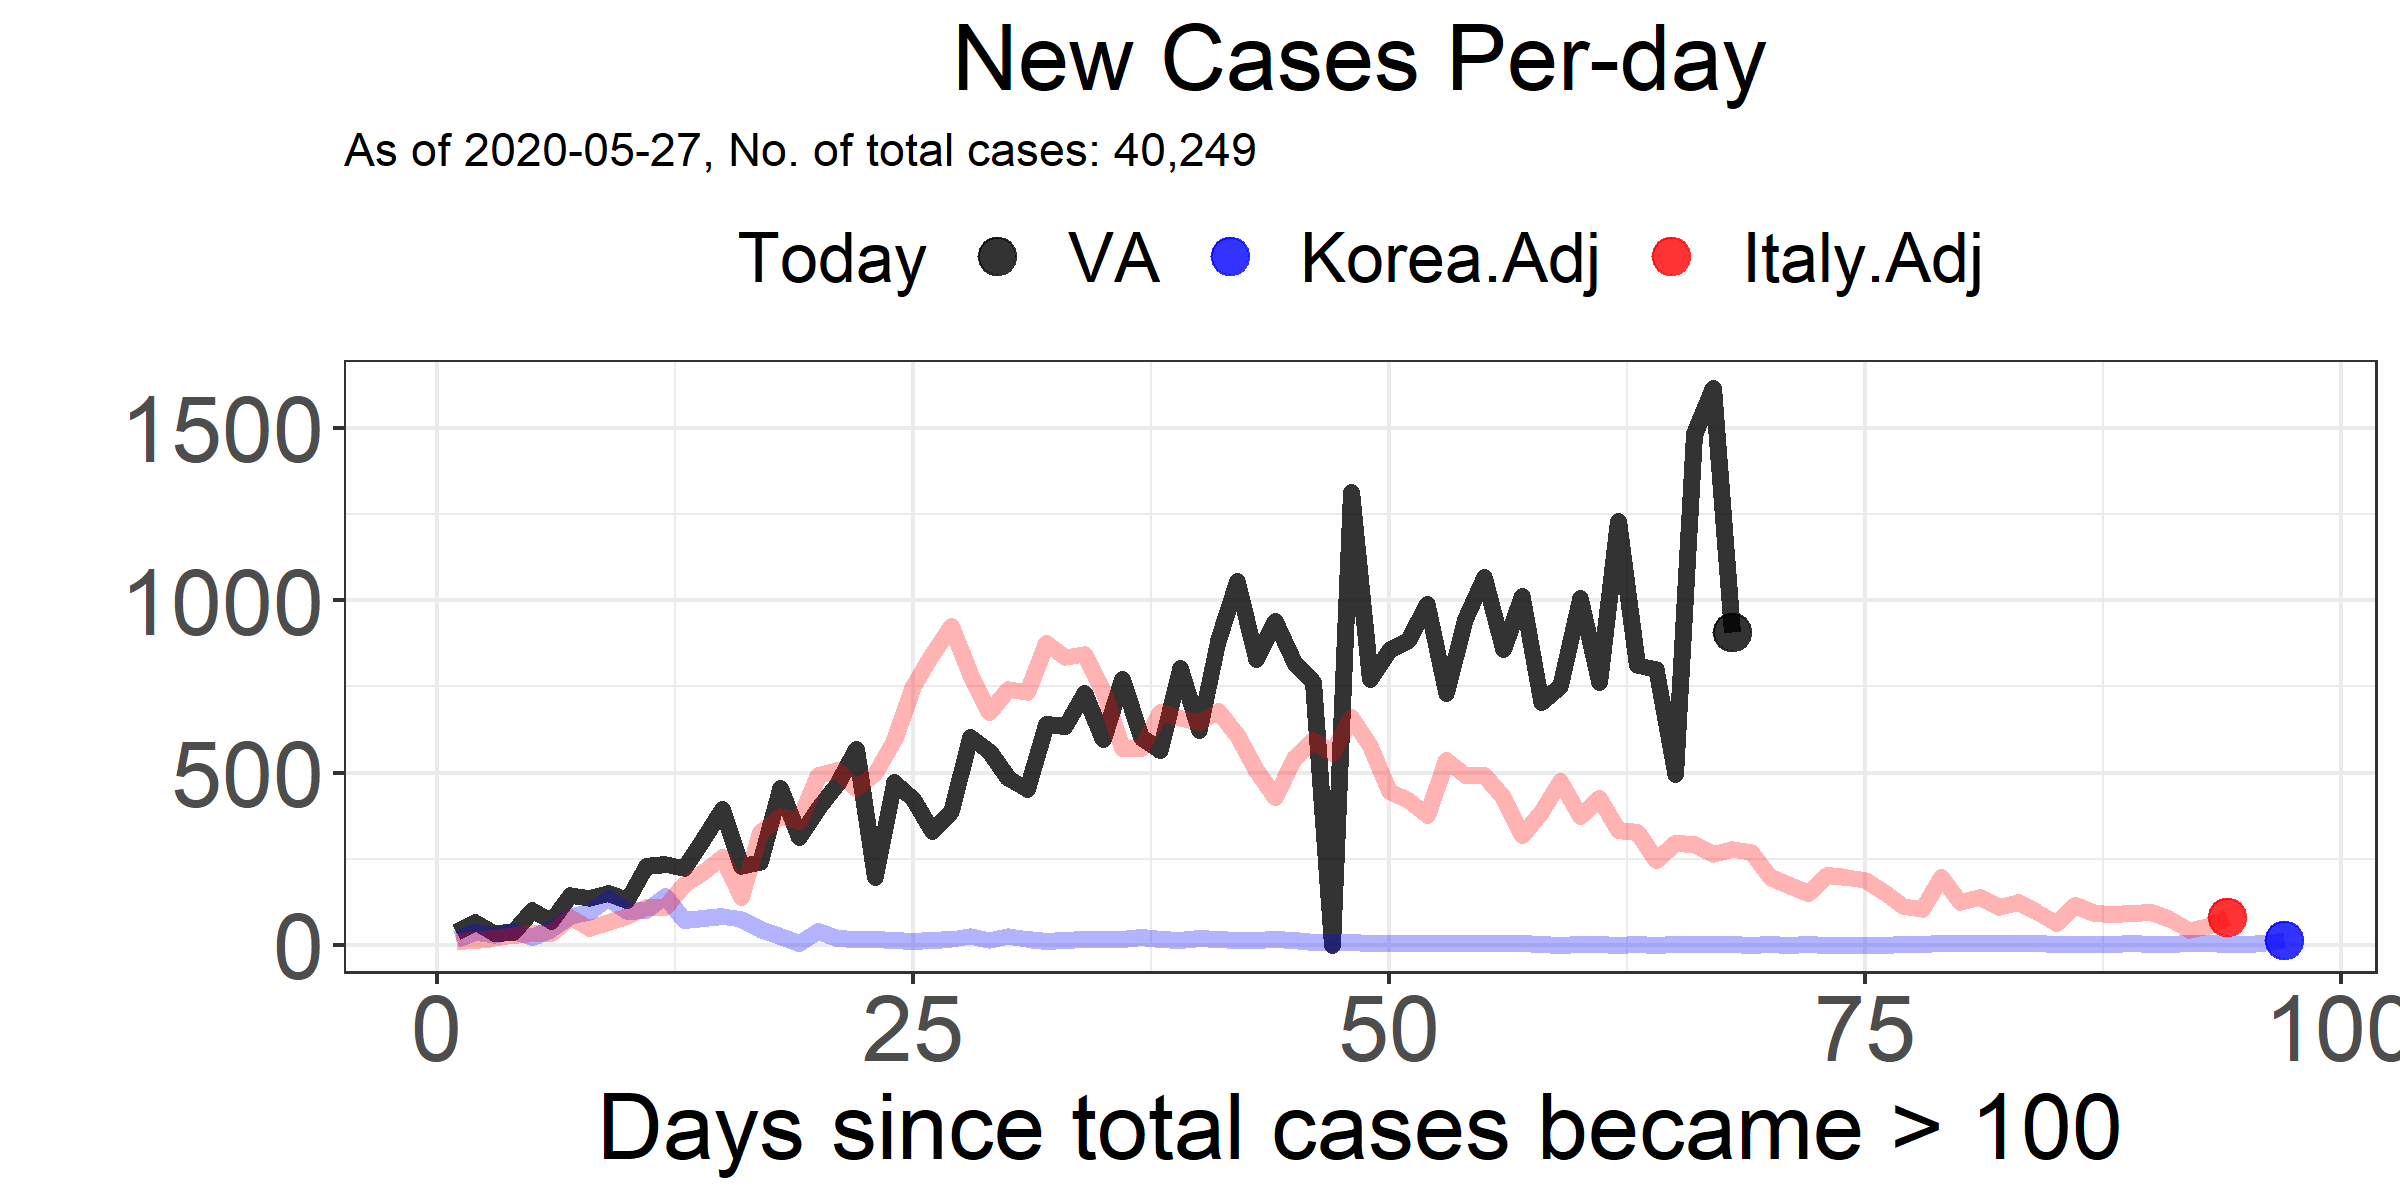 New Cases Per-day
As of 2020-05-27, No. of total cases: 40,249
Today VA Korea.Adj Italy.Adj
1500
1000
500
0
0 25 50 75 100
Days since total cases became > 100